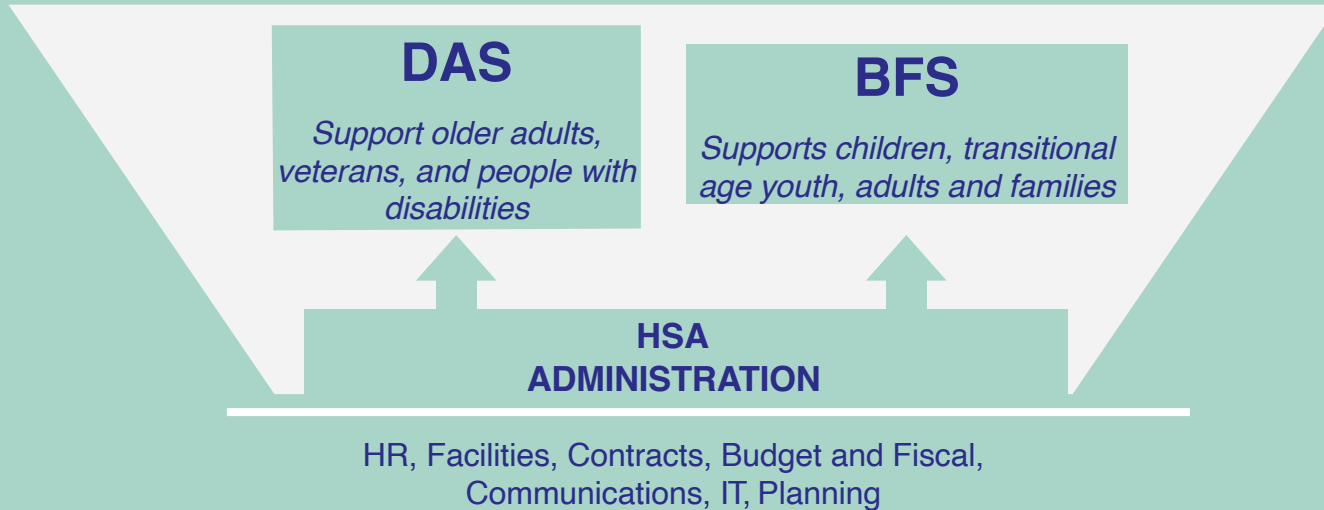 DAS
Support older adults,
veterans, and people with
disabilities
BFS
Supports children, transitional
age youth, adults and families
HSA
ADMINISTRATION
HR, Facilities, Contracts, Budget and Fiscal,
Communications, IT, Planning